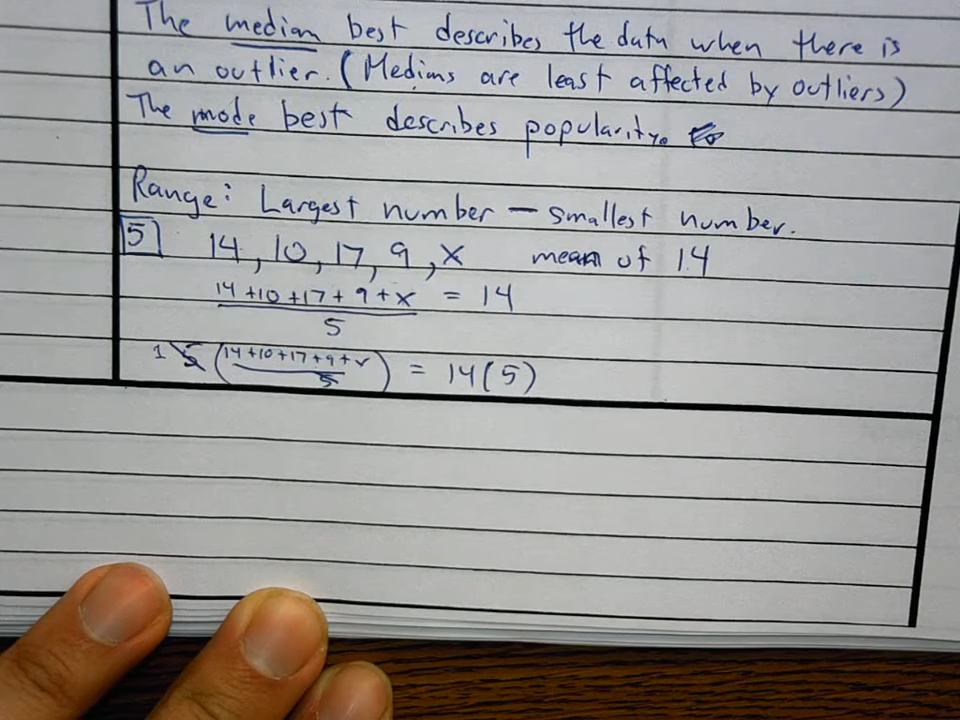 The median best describes the data when there is
an outlier. (Medians are least affected by outliers)
The mode best describes popularity.
Range: Largest number - smallest number.
5 14, 10, 17, 9, x mean of 14
14+10+17+9+x = 14
5
1 5 (14+10+17+9+x) = 14(5)
5